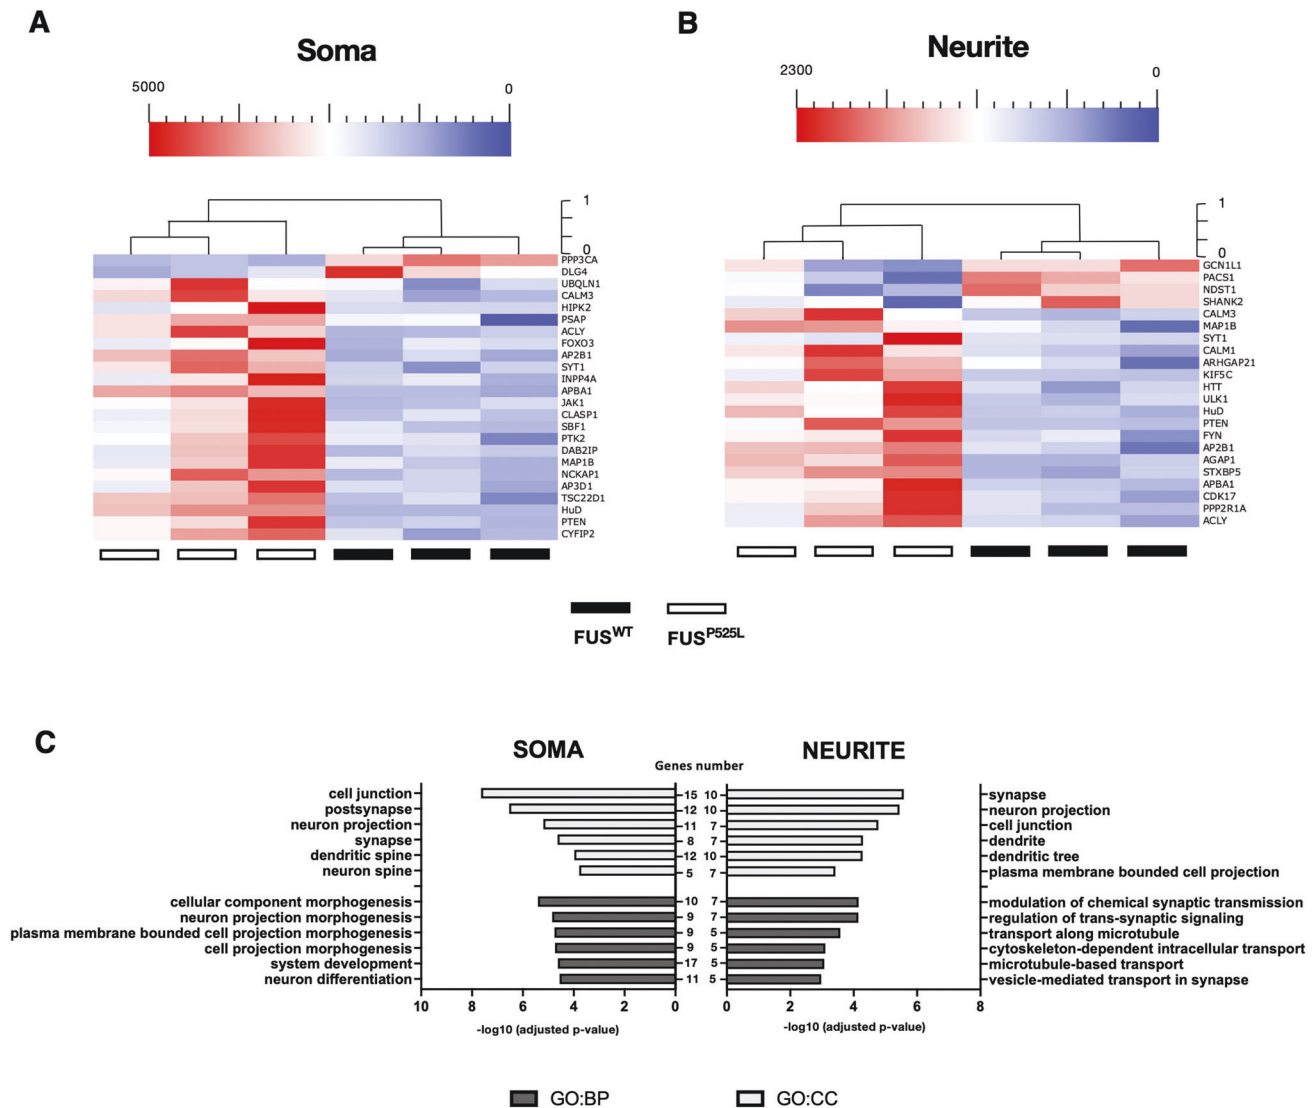 A
Soma
5000
0
1
0
PPP3CA
DLG4
UBQLN1
CALM3
HIPK2
PSAP
ACLY
FOXO3
AP2B1
SYT1
INPP4A
APBA1
JAK1
CLASP1
SBF1
PTK2
DAB2IP
MAP1B
NCKAP1
AP3D1
TSC22D1
HuD
PTEN
CYFIP2
B
Neurite
2300
0
1
0
GCN1L1
PACS1
NDST1
SHANK2
CALM3
MAP1B
SYT1
CALM1
ARHGAP21
KIF5C
HTT
ULK1
HuD
PTEN
FYN
AP2B1
AGAP1
STXBP5
APBA1
CDK17
PPP2R1A
ACLY
FUSWT FUSP525L
C
SOMA NEURITE
Genes number
cell junction 15 10 synapse
postsynapse 12 10 neuron projection
neuron projection 11 7 cell junction
synapse 8 7 dendrite
dendritic spine 12 10 dendritic tree
neuron spine 5 7 plasma membrane bounded cell projection
cellular component morphogenesis 10 7 modulation of chemical synaptic transmission
neuron projection morphogenesis 9 7 regulation of trans-synaptic signaling
plasma membrane bounded cell projection morphogenesis 9 5 transport along microtubule
cell projection morphogenesis 9 5 cytoskeleton-dependent intracellular transport
system development 17 5 microtubule-based transport
neuron differentiation 11 5 vesicle-mediated transport in synapse
10 8 6 4 2 0 0 2 4 6 8
-log10 (adjusted p-value) -log10 (adjusted p-value)
GO:BP GO:CC